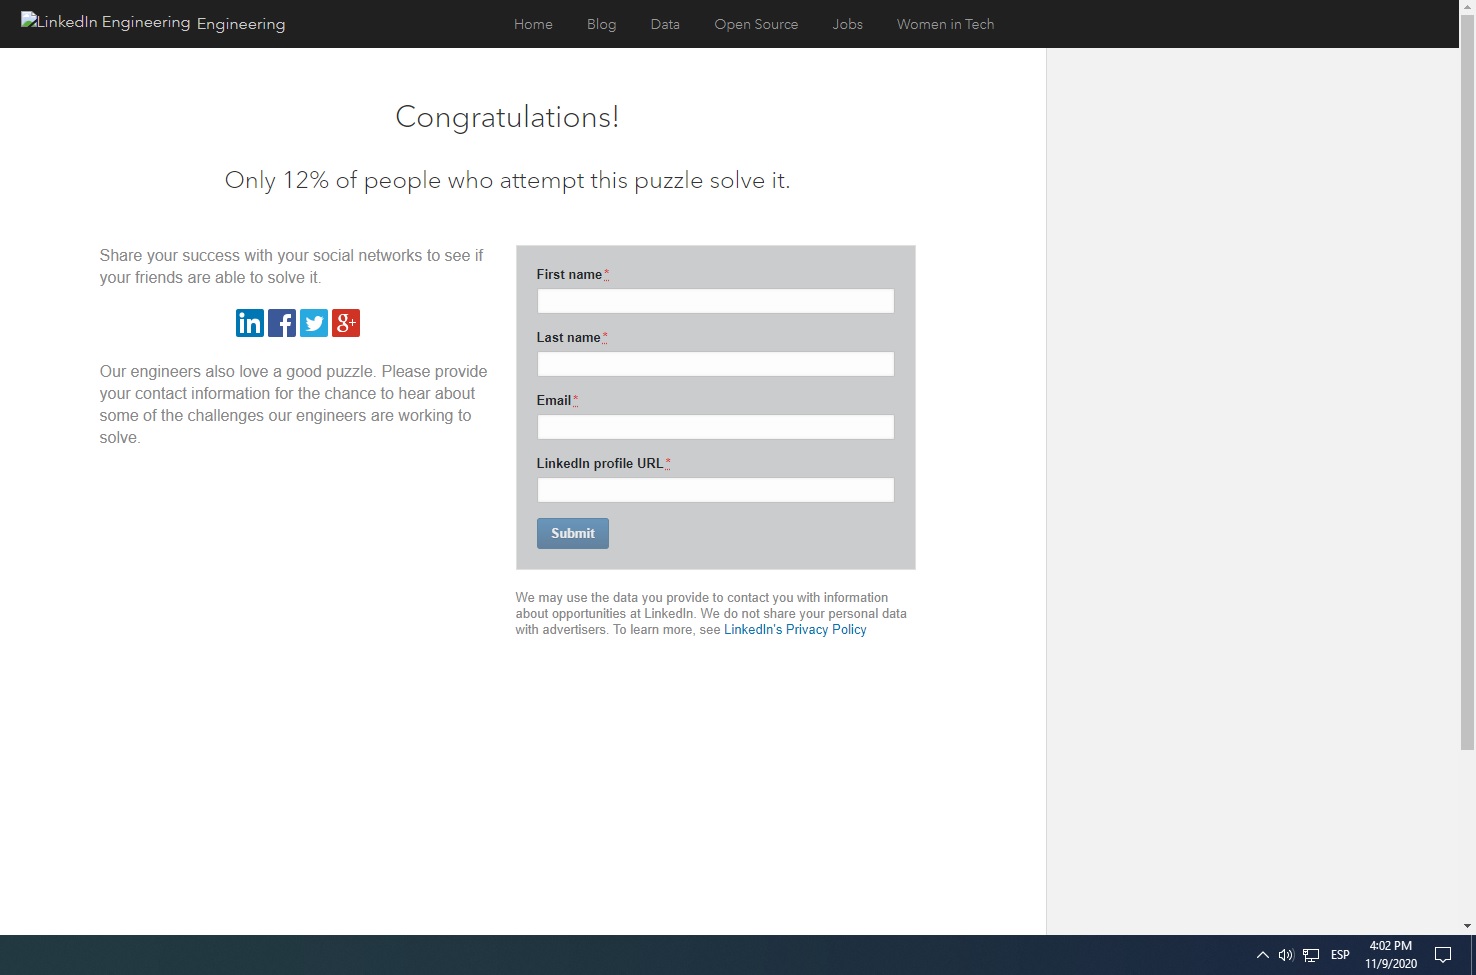 LinkedIn Engineering Engineering
Home Blog Data Open Source Jobs Women in Tech
Congratulations!
Only 12% of people who attempt this puzzle solve it.
Share your success with your social networks to see if
your friends are able to solve it.
in f g+
Our engineers also love a good puzzle. Please provide
your contact information for the chance to hear about
some of the challenges our engineers are working to
solve.
First name*
Last name*
Email*
LinkedIn profile URL*
Submit
We may use the data you provide to contact you with information
about opportunities at LinkedIn. We do not share your personal data
with advertisers. To learn more, see LinkedIn's Privacy Policy
ESP
4:02 PM
11/9/2020